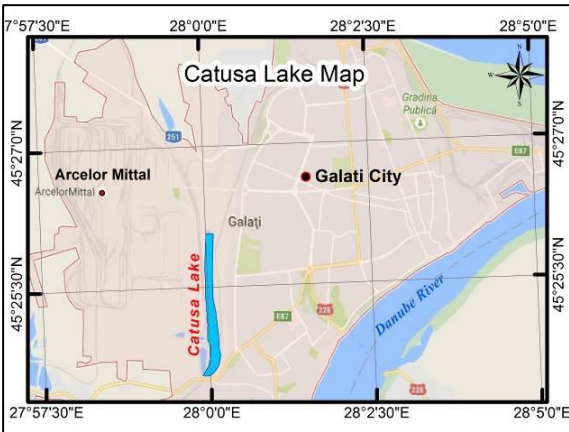 7°57'30"E 28°0'0"E 28°2'30"E 28°5'0"E
Catusa Lake Map
N
W E
S
Grădina
Publică
251
E87
45°27'0"N
45°27'0"N
Arcelor Mittal
ArcelorMittal
Galati City
Galaţi
Catusa Lake
45°25'30"N
45°25'30"N
Danube River
22E
E87
22E
27°57'30"E 28°0'0"E 28°2'30"E 28°5'0"E